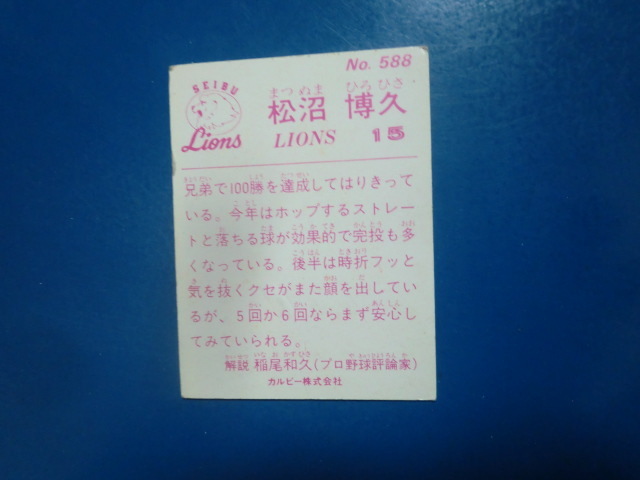 No. 588
SEIBU
Lions
まつ ぬま ひろ ひさ
松沼 博久
LIONS 15
兄弟で100勝を達成してはりきって
いる。今年はホップするストレー
トと落ちる球が効果的で完投も多
くなっている。後半は時折フッと
気を抜くクセがまた顔を出してい
るが、5回か6回ならまず安心し
てみていられる。
解説 稲尾和久(プロ野球評論家)
カルビー株式会社